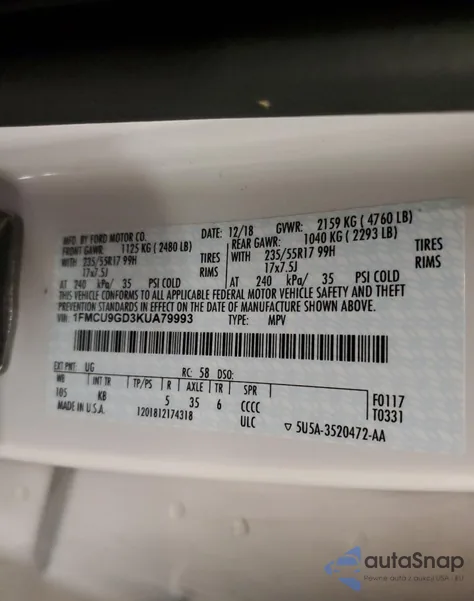 MFD. BY FORD MOTOR CO.
DATE: 12/18 GVWR: 2159 KG ( 4760 LB)
FRONT GAWR: 1125 KG ( 2480 LB)
REAR GAWR: 1040 KG ( 2293 LB)
WITH 235/55R17 99H TIRES
17x7.5J RIMS
WITH 235/55R17 99H TIRES
17x7.5J RIMS
AT 240 kPa/ 35 PSI COLD
AT 240 kPa/ 35 PSI COLD
THIS VEHICLE CONFORMS TO ALL APPLICABLE FEDERAL MOTOR VEHICLE SAFETY AND THEFT
PREVENTION STANDARDS IN EFFECT ON THE DATE OF MANUFACTURE SHOWN ABOVE.
VIN: 1FMCU9GD3KUA79993 TYPE: MPV
EXT PNT: UG RC: 58 DSO:
WB INT TR TP/PS R AXLE TR SPR
105 KB 5 35 6 CCCC
ULC
F0117
T0331
MADE IN U.S.A. 1201812174318
5U5A-3520472-AA
autaSnap
Pewne auta z aukcji USA i EU